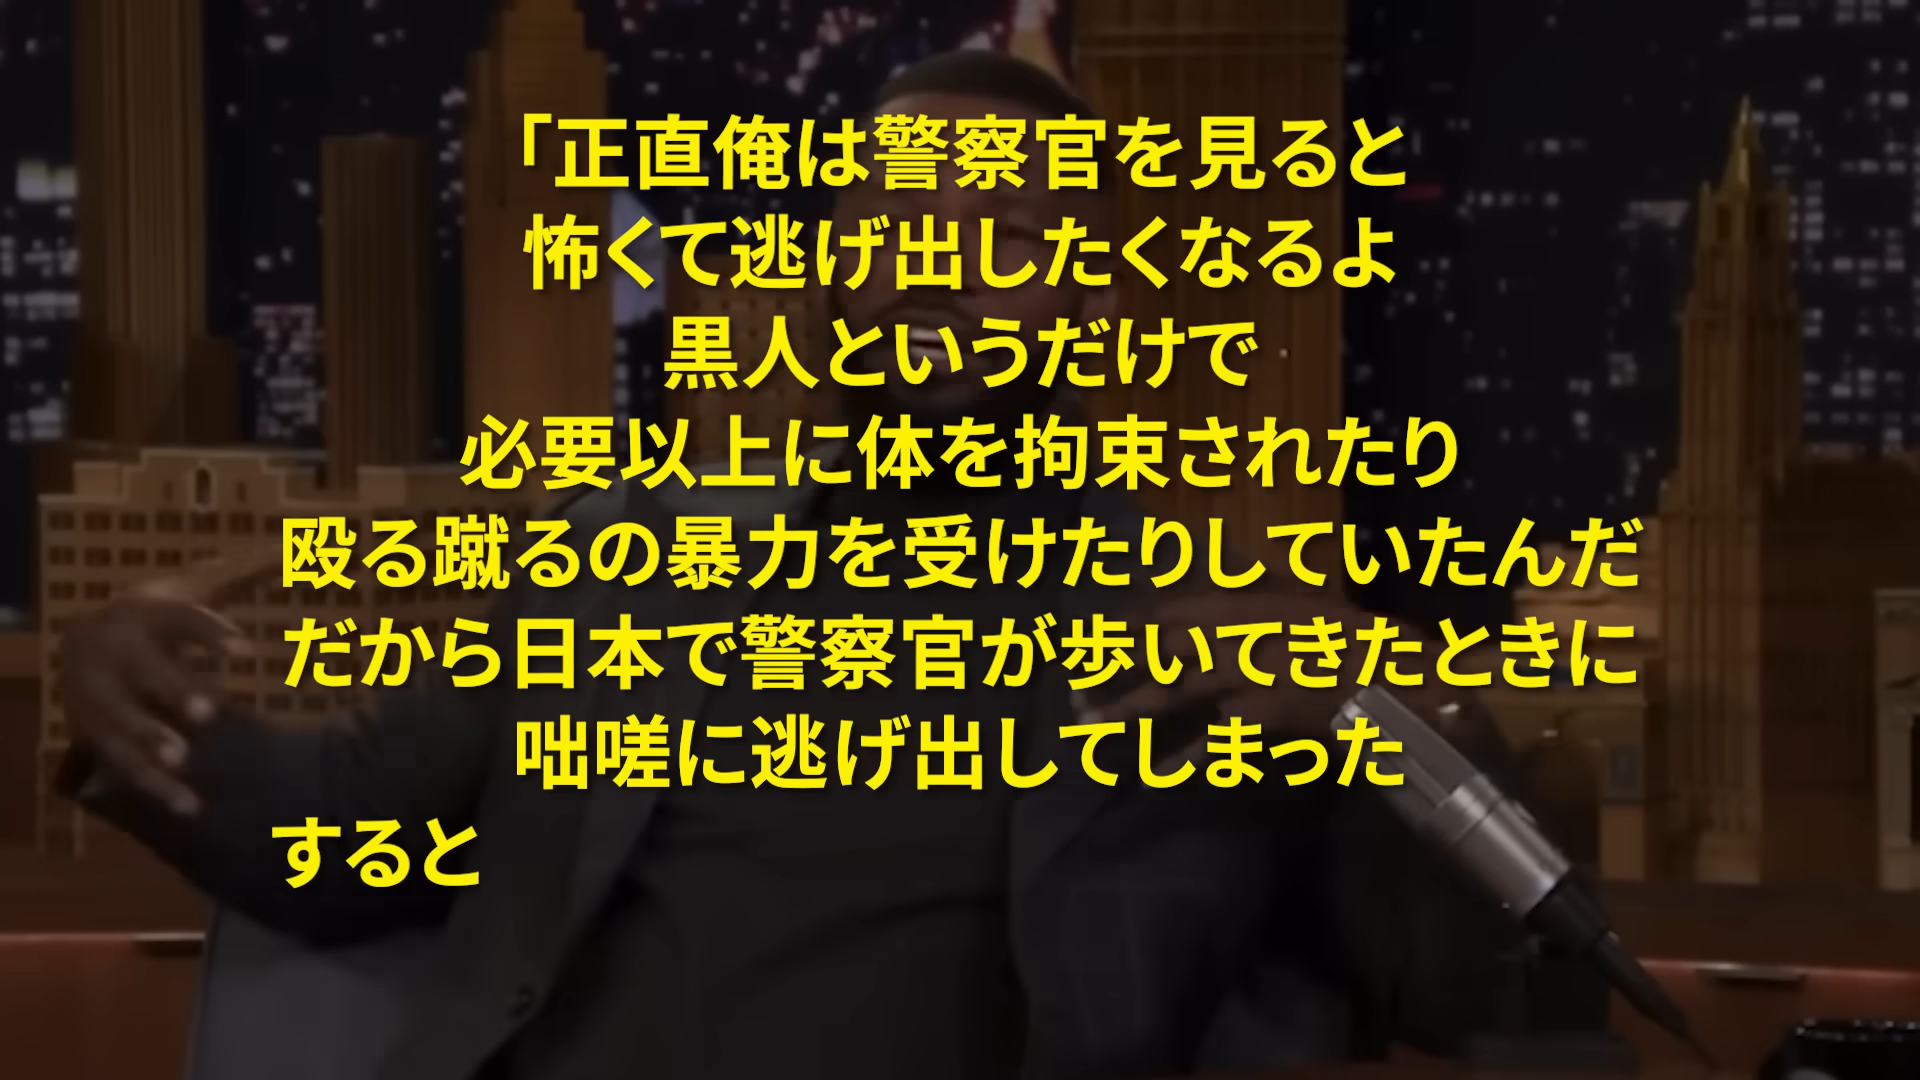 「正直俺は警察官を見ると
怖くて逃げ出したくなるよ
黒人というだけで
必要以上に体を拘束されたり
殴る蹴るの暴力を受けたりしていたんだ
だから日本で警察官が歩いてきたときに
咄嗟に逃げ出してしまった
すると